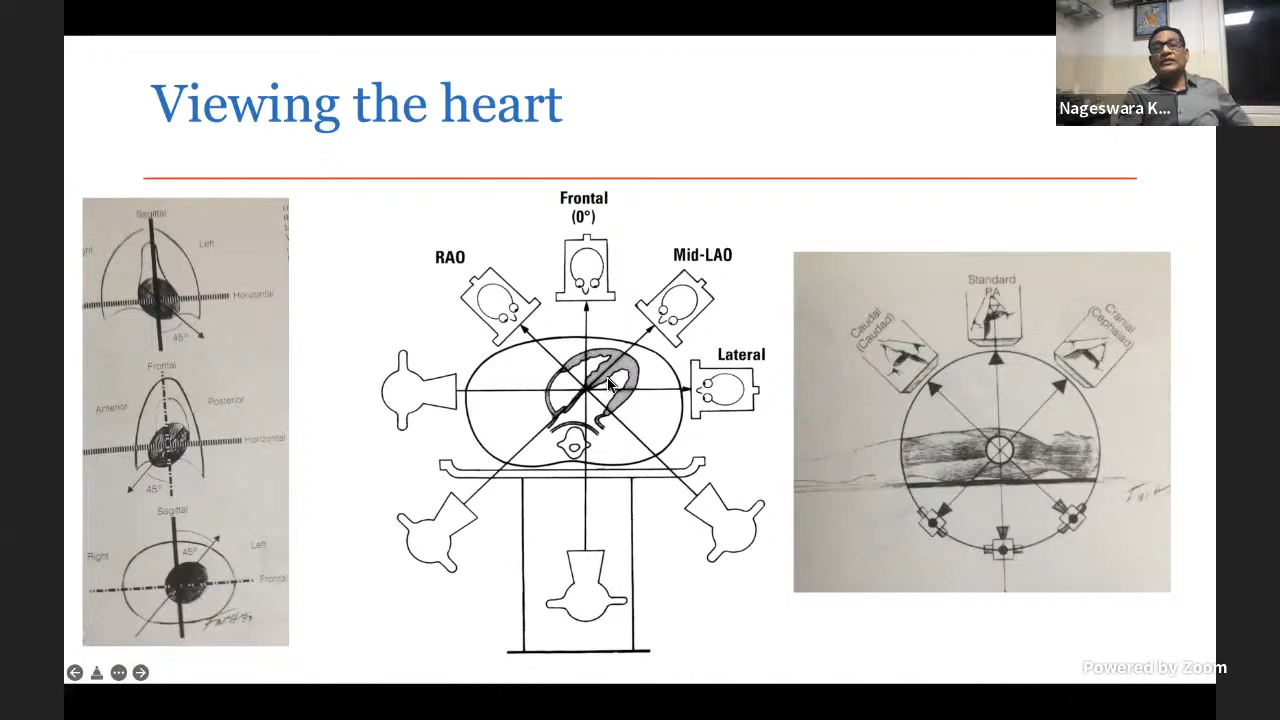 Viewing the heart
Nageswara K...
Sagittal
Left
Horizontal
45°
Frontal
Anterior
Posterior
Horizontal
45°
Sagittal
45°
Left
Right
Fronta
Frontal
(0°)
RAO
Mid-LAO
Lateral
Standard
PA
Caudal
(Caudad)
Cranial
(Cephalad)
Powered by Zoom